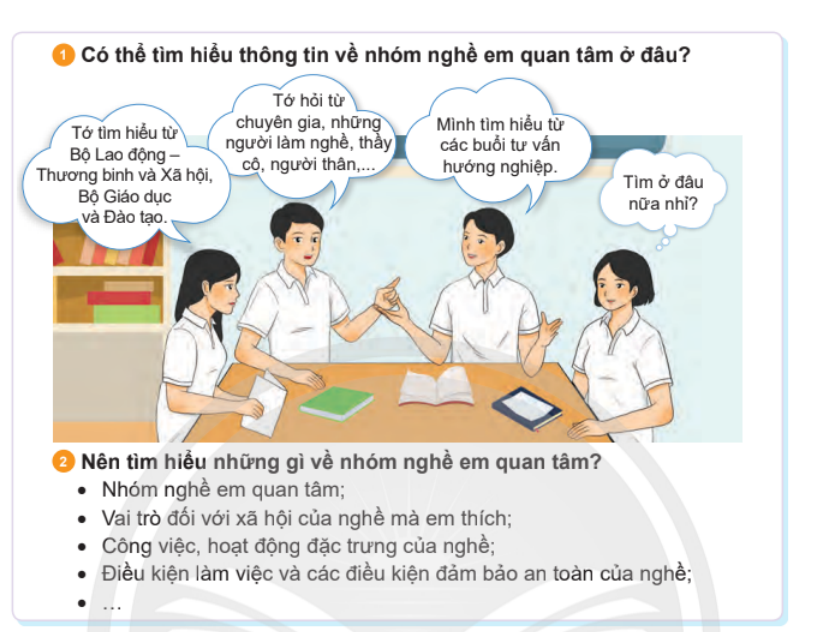 1 Có thể tìm hiểu thông tin về nhóm nghề em quan tâm ở đâu?
Tớ tìm hiểu từ
Bộ Lao động –
Thương binh và Xã hội,
Bộ Giáo dục
và Đào tạo.
Tớ hỏi từ
chuyên gia, những
người làm nghề, thầy
cô, người thân,...
Mình tìm hiểu từ
các buổi tư vấn
hướng nghiệp.
Tìm ở đâu
nữa nhỉ?
2 Nên tìm hiểu những gì về nhóm nghề em quan tâm?
• Nhóm nghề em quan tâm;
• Vai trò đối với xã hội của nghề mà em thích;
• Công việc, hoạt động đặc trưng của nghề;
• Điều kiện làm việc và các điều kiện đảm bảo an toàn của nghề;
• ...